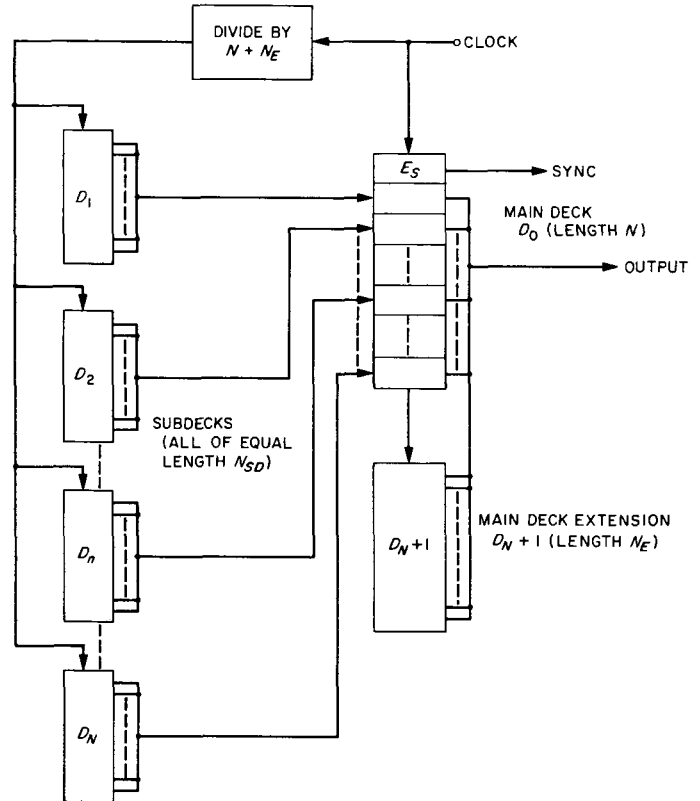 DIVIDE BY
N + N_E
CLOCK
E_S
SYNC
D_1
MAIN DECK
D_0 (LENGTH N)
OUTPUT
D_2
SUBDECKS
(ALL OF EQUAL
LENGTH N_SD)
D_n
D_N+1
MAIN DECK EXTENSION
D_N + 1 (LENGTH N_E)
D_N